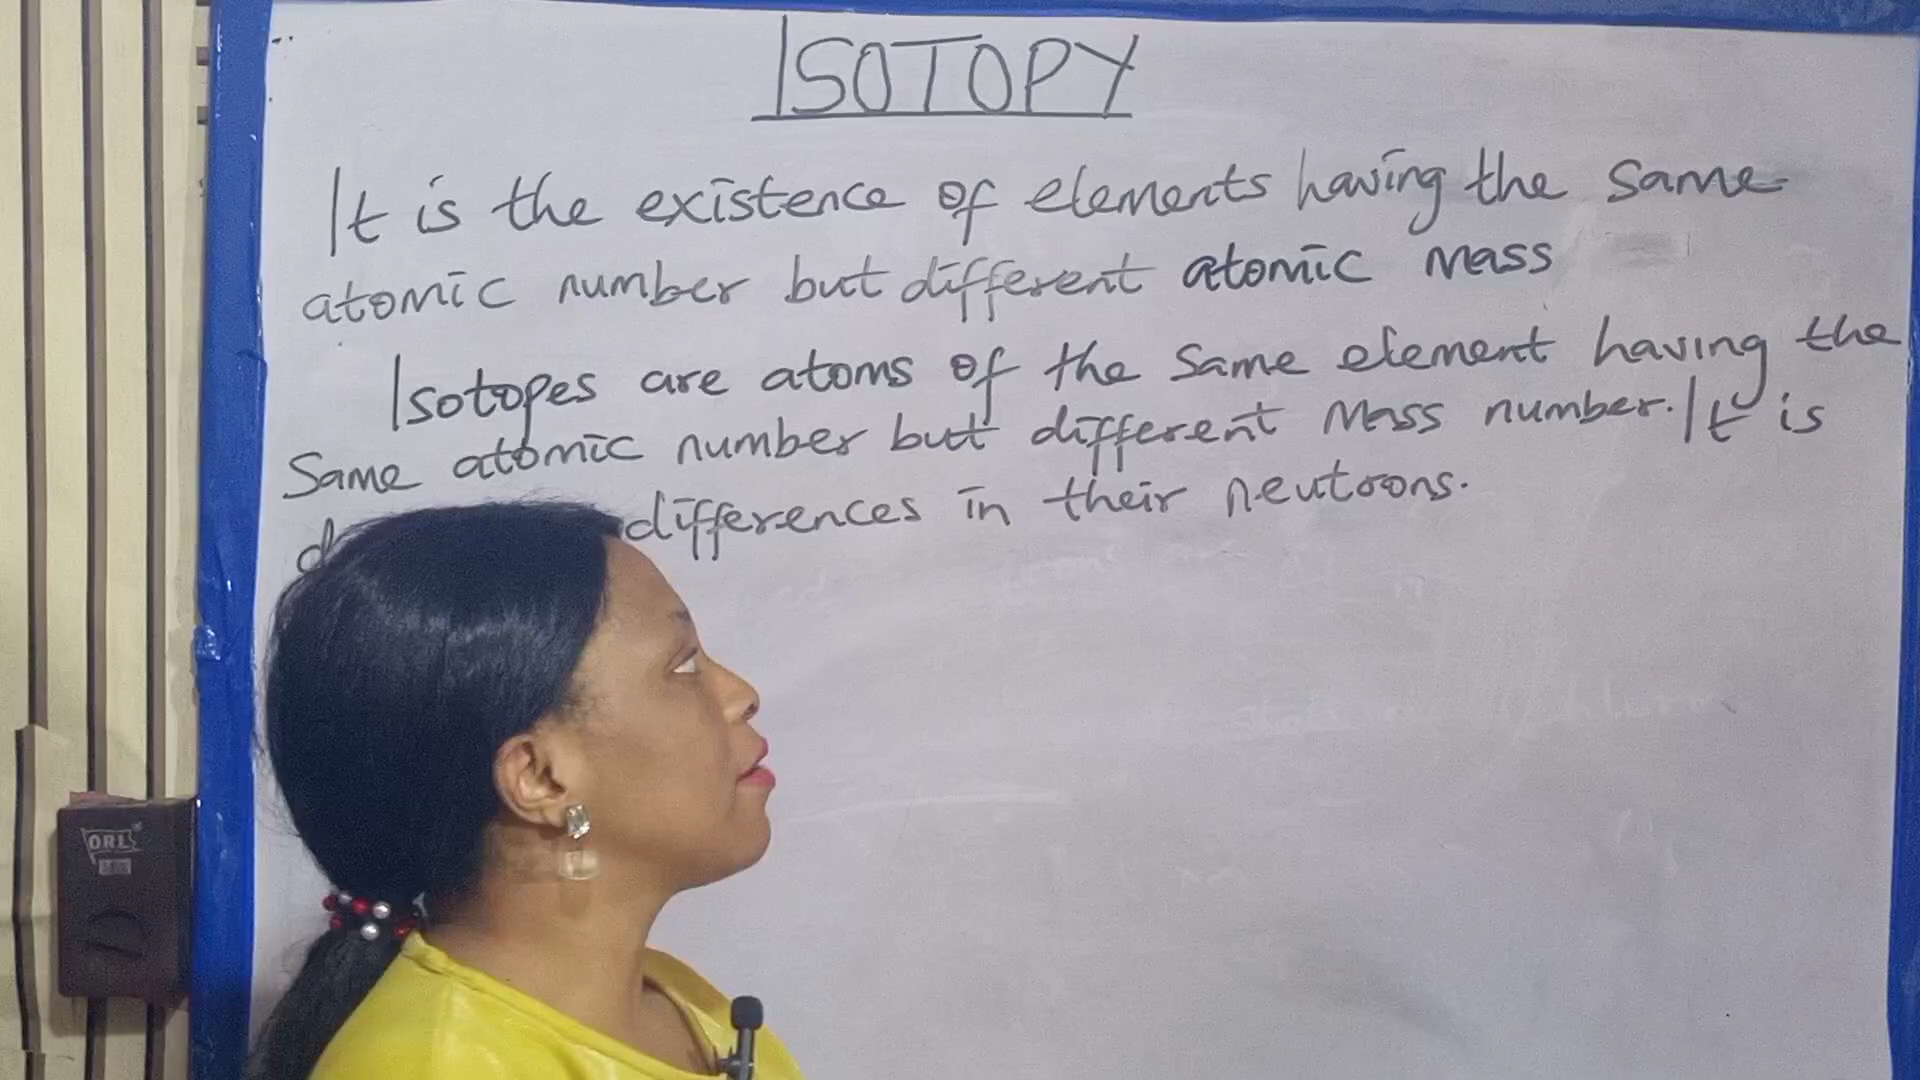 ISOTOPY
It is the existence of elements having the same
atomic number but different atomic mass
Isotopes are atoms of the same element having the
same atomic number but different mass number. It is
differences in their neutrons.
ORL